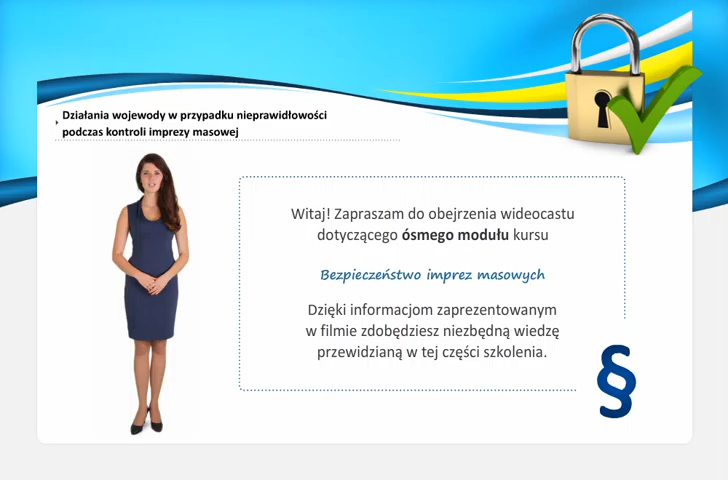 Działania wojewody w przypadku nieprawidłowości
podczas kontroli imprezy masowej
Witaj! Zapraszam do obejrzenia wideocastu
dotyczącego ósmego modułu kursu
Bezpieczeństwo imprez masowych
Dzięki informacjom zaprezentowanym
w filmie zdobędziesz niezbędną wiedzę
przewidzianą w tej części szkolenia.
§